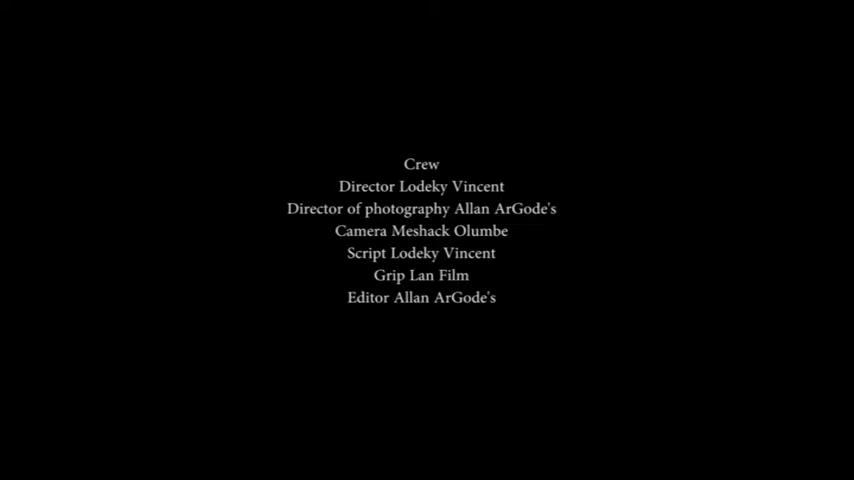 Crew
Director Lodeky Vincent
Director of photography Allan ArGode's
Camera Meshack Olumbe
Script Lodeky Vincent
Grip Lan Film
Editor Allan ArGode's